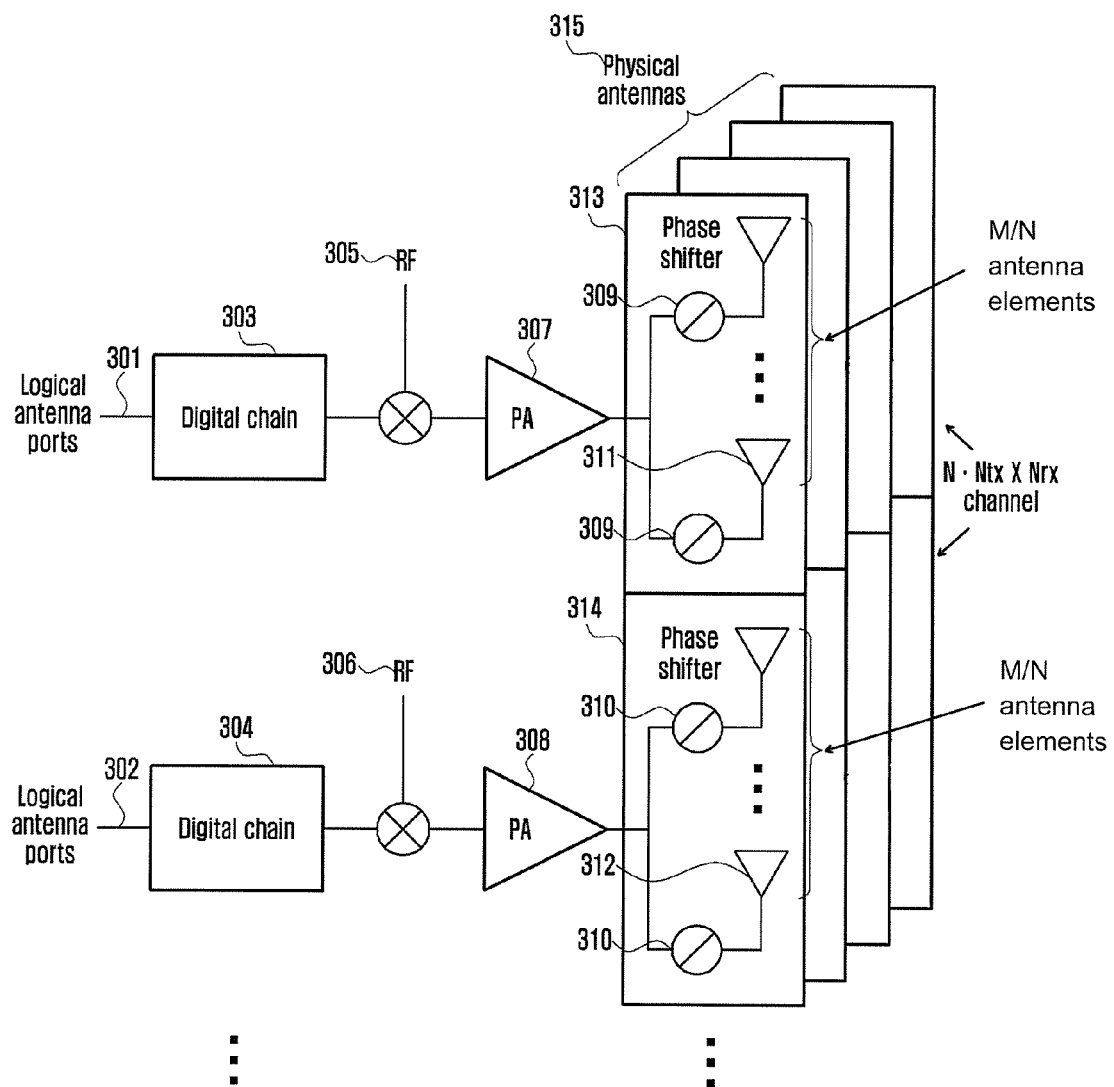 315
Physical
antennas
313
Phase
shifter
M/N
antenna
elements
305
RF
309
303
307
301
Logical
antenna
ports
Digital chain
PA
311
N · Ntx X Nrx
channel
309
314
Phase
shifter
306
RF
M/N
antenna
elements
310
304
308
302
Logical
antenna
ports
Digital chain
PA
312
310